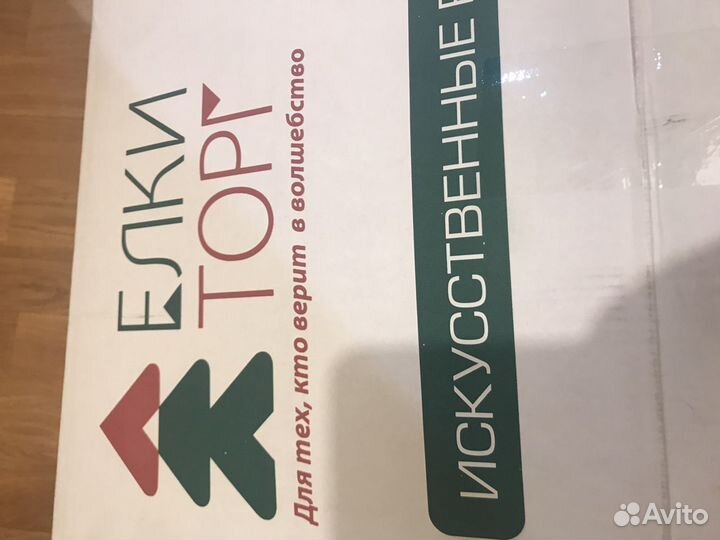 ЕЛКИ
ТОРГ
Для тех, кто верит в волшебство
ИСКУССТВЕННЫЕ
Avito